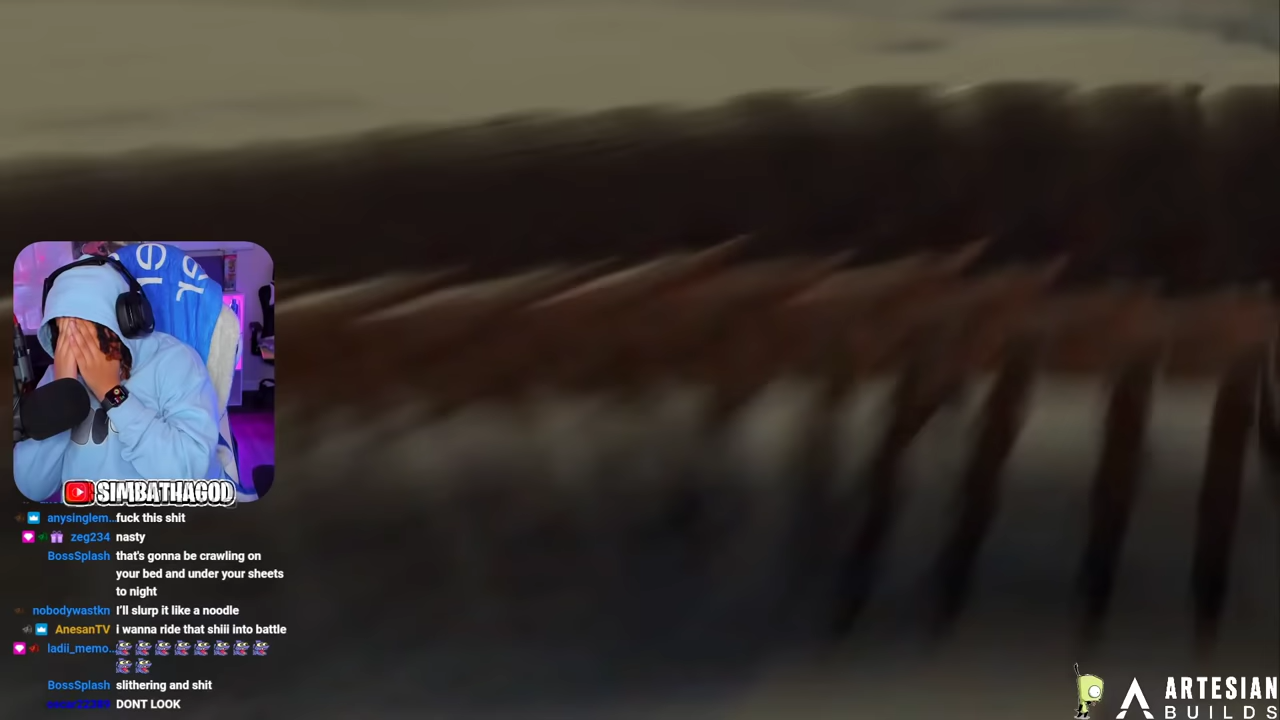 SIMBATHAGOD
anysinglem.. fuck this shit
zeg234 nasty
BossSplash that's gonna be crawling on
your bed and under your sheets
to night
nobodywastkn I'll slurp it like a noodle
AnesanTV i wanna ride that shiii into battle
ladii_memo..
BossSplash slithering and shit
DONT LOOK
ARTESIAN
BUILDS